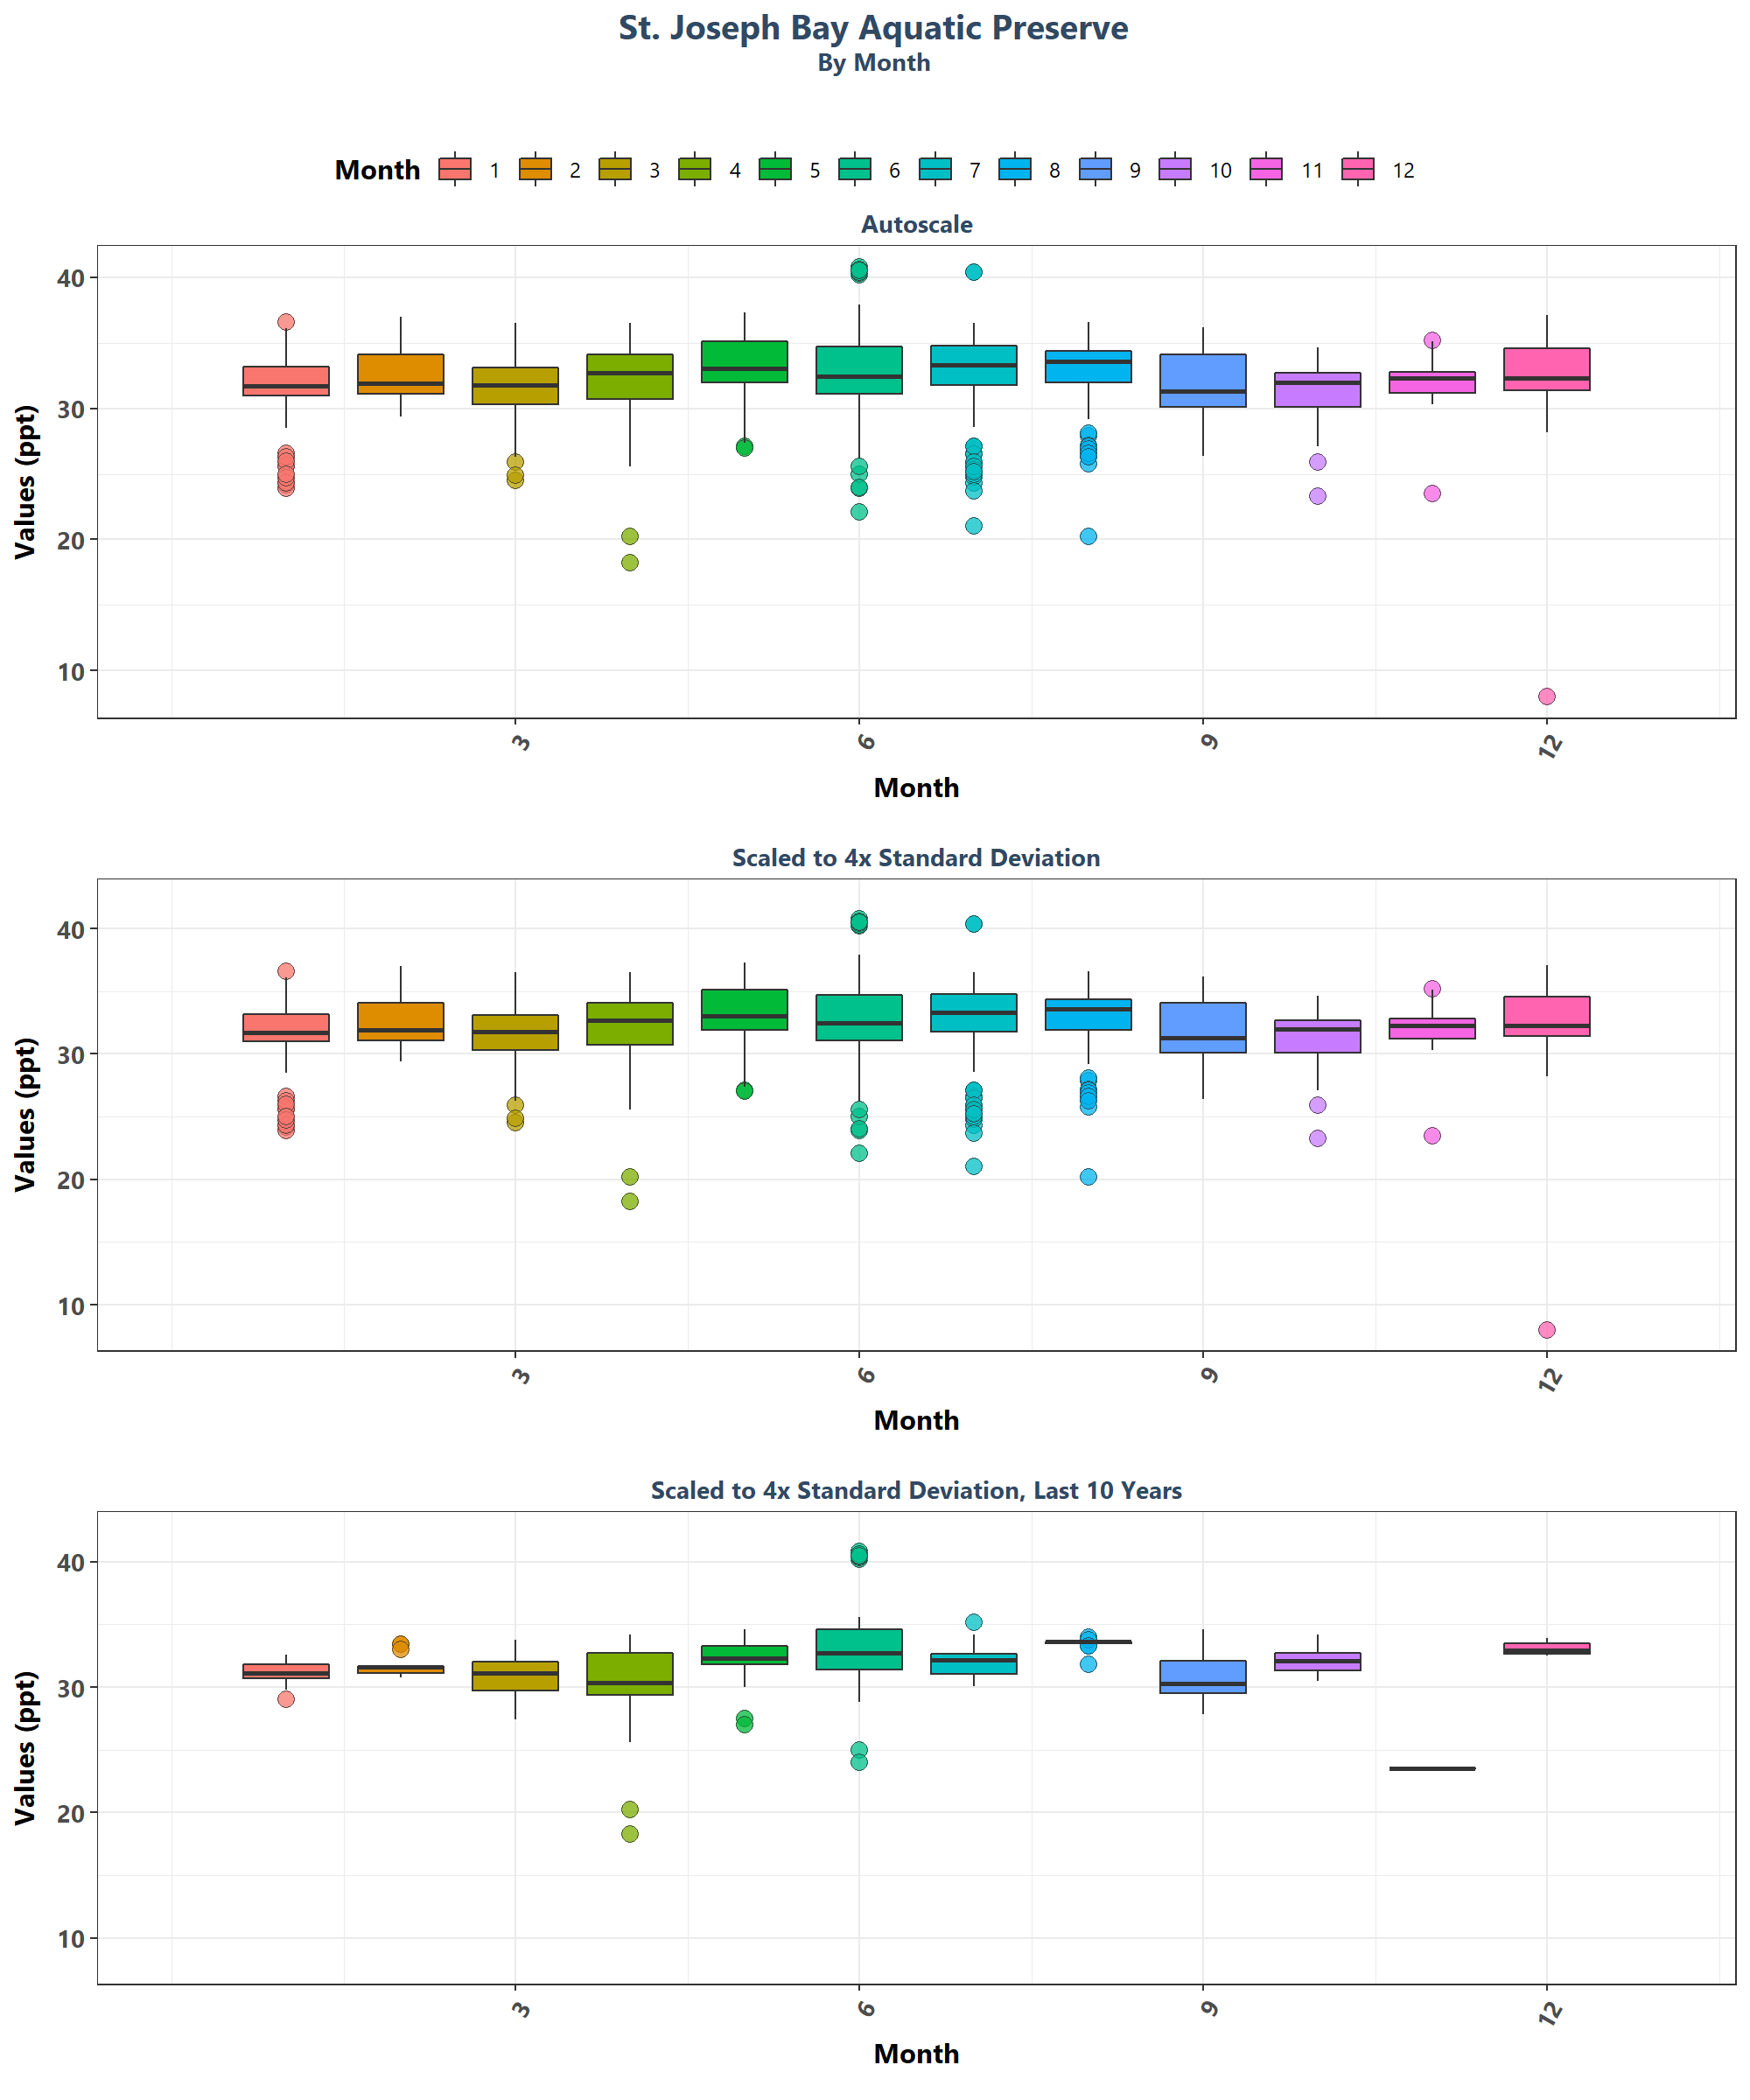 St. Joseph Bay Aquatic Preserve
By Month
Month 1 2 3 4 5 6 7 8 9 10 11 12
Autoscale
Values (ppt)
40
30
20
10
3 6 9 12
Month
Scaled to 4x Standard Deviation
Values (ppt)
40
30
20
10
3 6 9 12
Month
Scaled to 4x Standard Deviation, Last 10 Years
Values (ppt)
40
30
20
10
3 6 9 12
Month